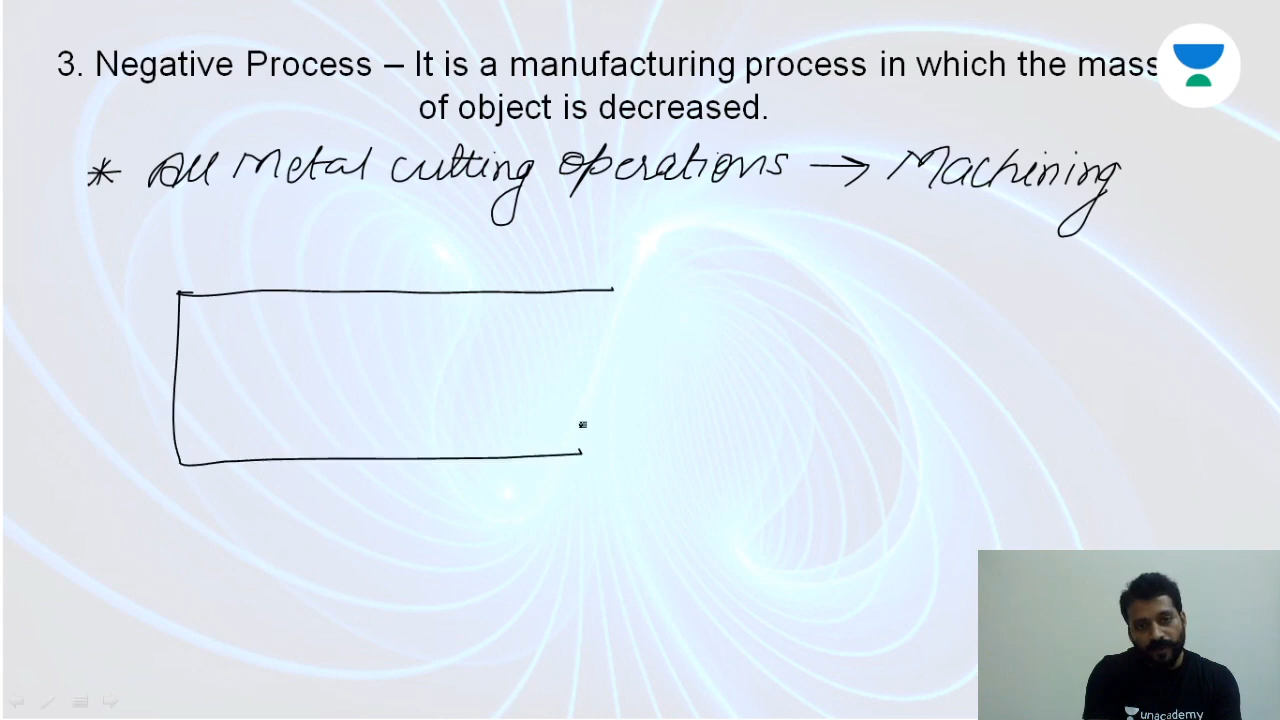 3. Negative Process – It is a manufacturing process in which the mass
of object is decreased.
* All Metal cutting operations → Machining
unacademy